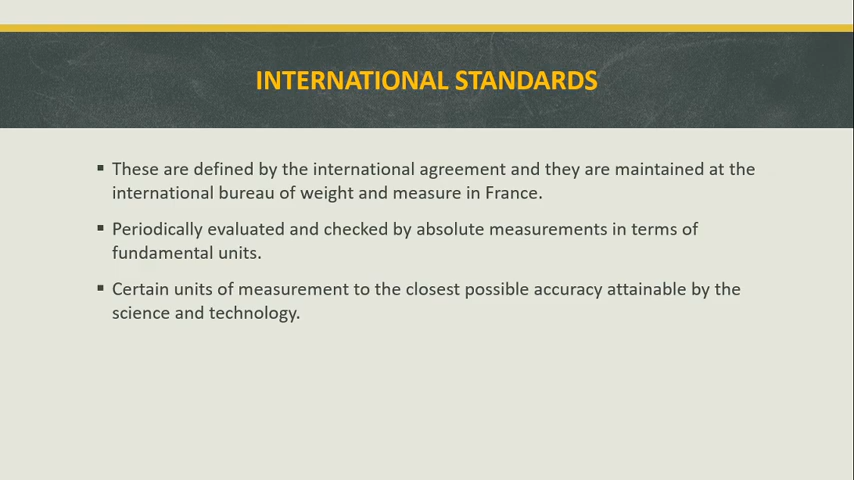 INTERNATIONAL STANDARDS
▪ These are defined by the international agreement and they are maintained at the
international bureau of weight and measure in France.
▪ Periodically evaluated and checked by absolute measurements in terms of
fundamental units.
▪ Certain units of measurement to the closest possible accuracy attainable by the
science and technology.